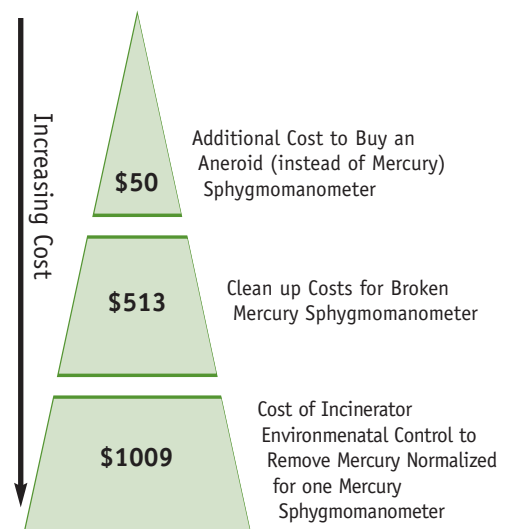 Increasing Cost
$50
Additional Cost to Buy an
Aneroid (instead of Mercury)
Sphygmomanometer
$513
Clean up Costs for Broken
Mercury Sphygmomanometer
$1009
Cost of Incinerator
Environmenatal Control to
Remove Mercury Normalized
for one Mercury
Sphygmomanometer